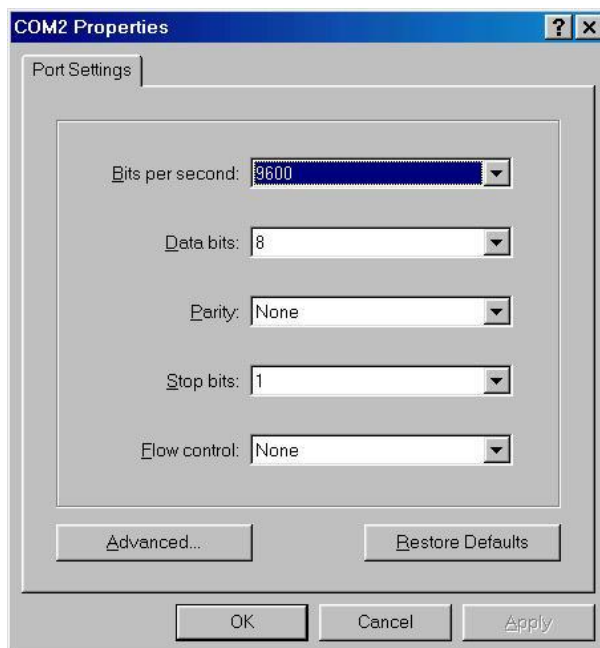 COM2 Properties
Port Settings
Bits per second: 9600
Data bits: 8
Parity: None
Stop bits: 1
Flow control: None
Advanced... Restore Defaults
OK Cancel Apply